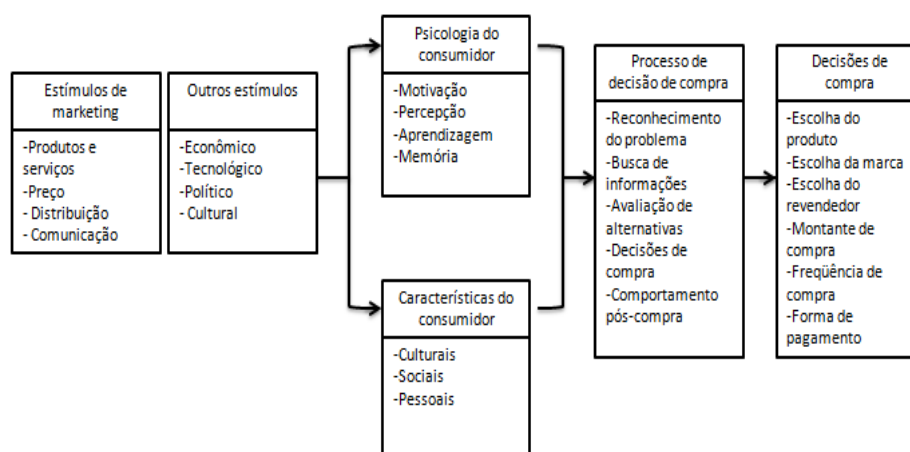 Estímulos de
marketing
-Produtos e
serviços
-Preço
- Distribuição
- Comunicação
Outros estímulos
-Econômico
-Tecnológico
-Político
- Cultural
Psicologia do
consumidor
-Motivação
-Percepção
-Aprendizagem
-Memória
Características do
consumidor
-Culturais
-Sociais
-Pessoais
Processo de
decisão de compra
-Reconhecimento
do problema
-Busca de
informações
-Avaliação de
alternativas
-Decisões de
compra
-Comportamento
pós-compra
Decisões de
compra
-Escolha do
produto
-Escolha da marca
-Escolha do
revendedor
-Montante de
compra
-Freqüência de
compra
-Forma de
pagamento